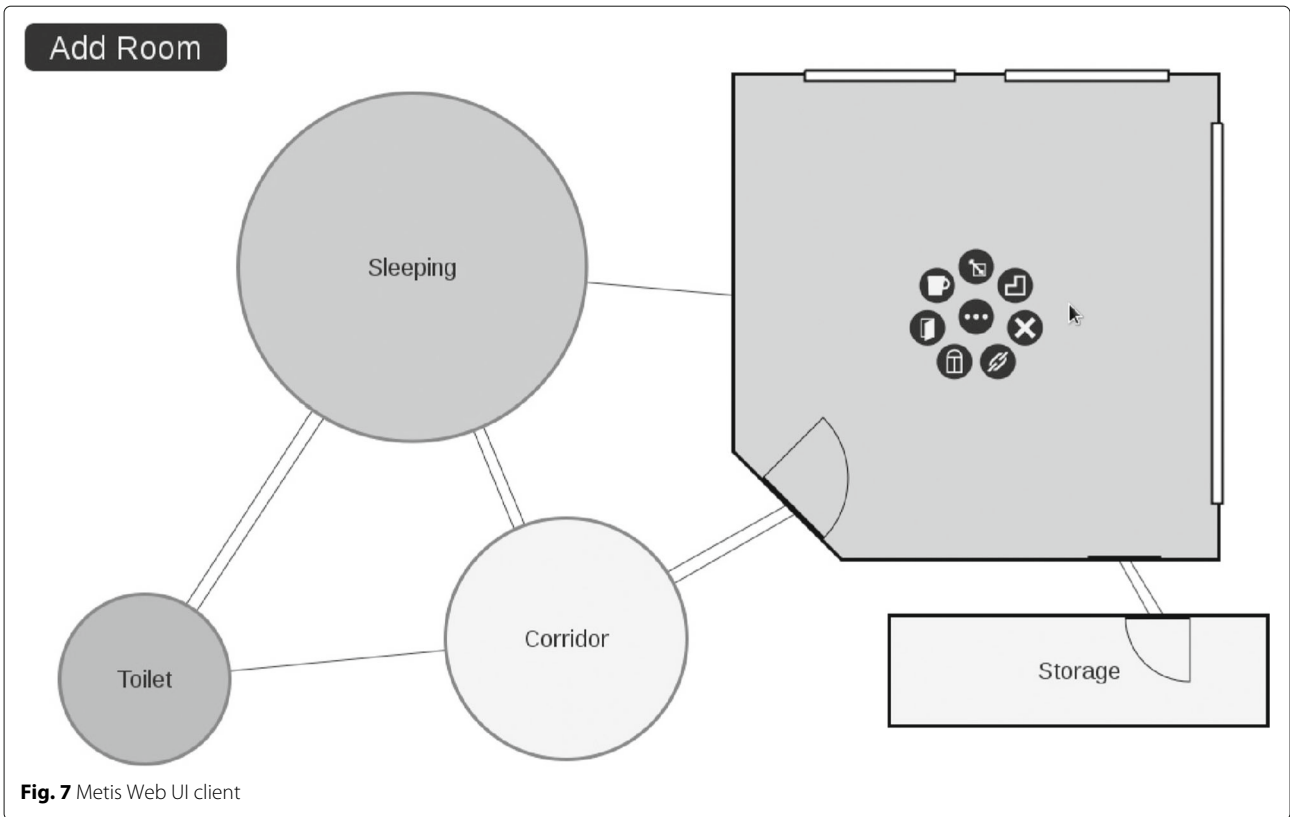 Add Room
Sleeping
Corridor
Toilet
Storage
Fig. 7 Metis Web UI client